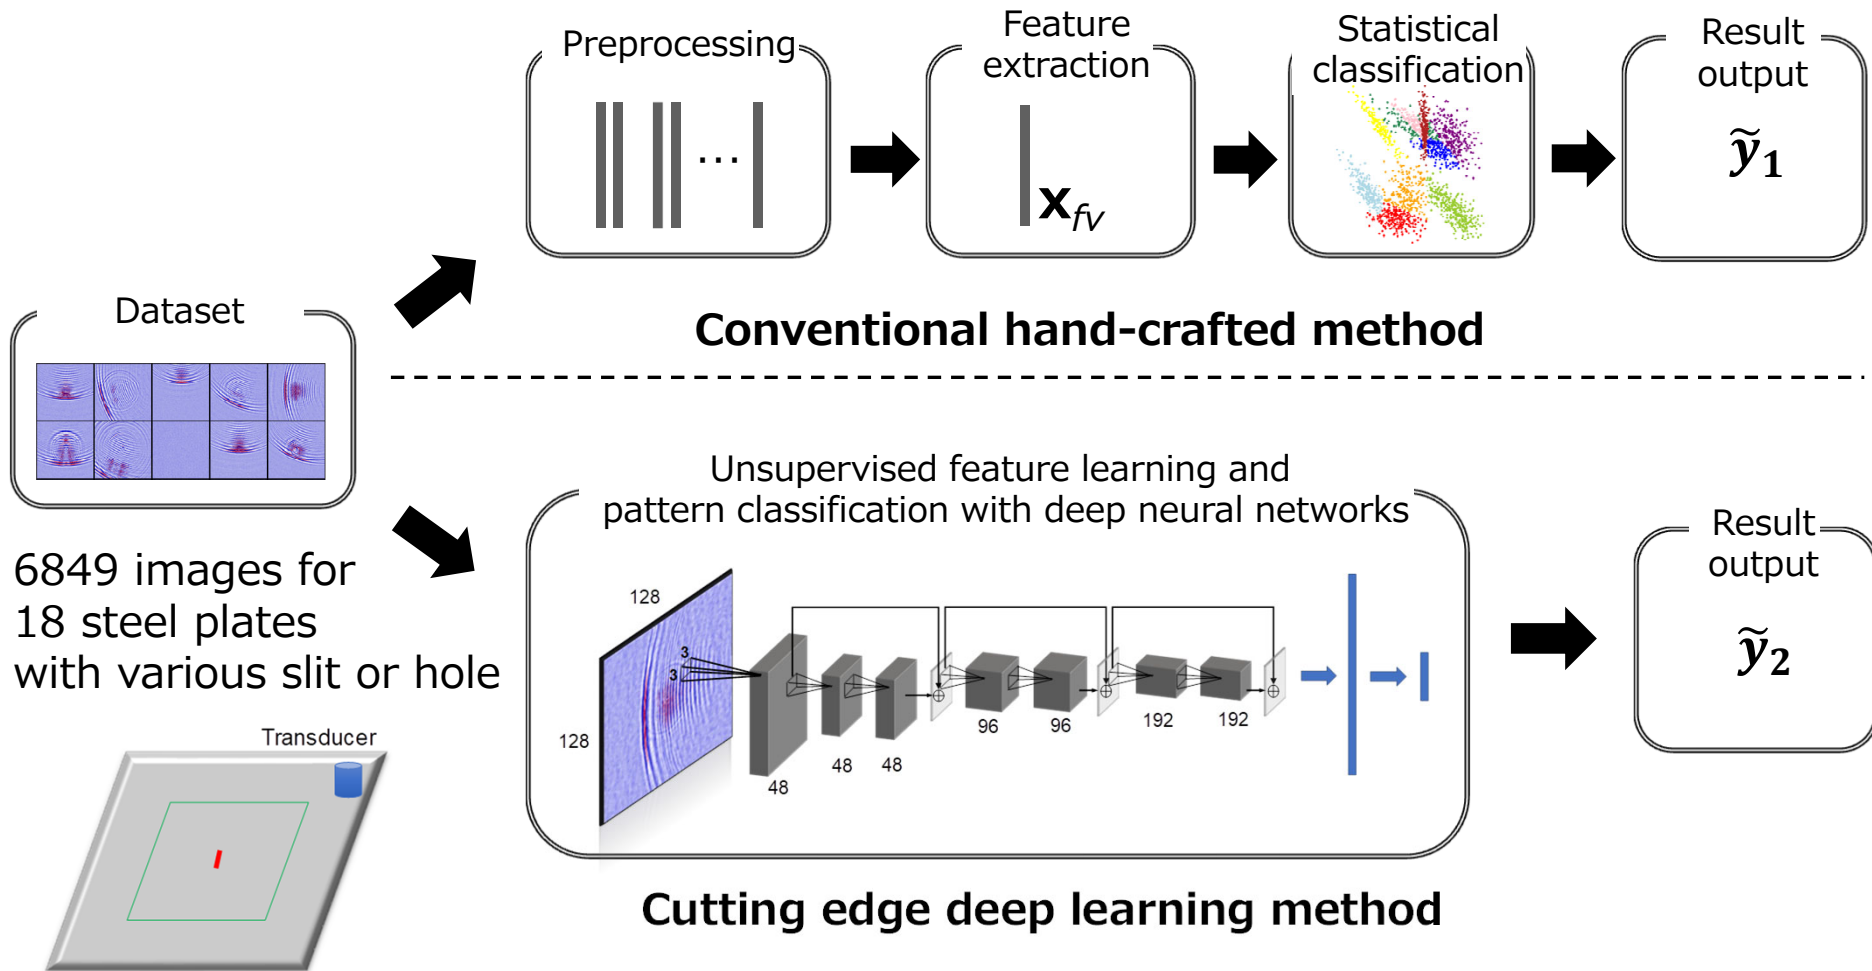 Preprocessing
...
Feature
extraction
x_fv
Statistical
classification
Result
output
ỹ₁
Conventional hand-crafted method
Dataset
6849 images for
18 steel plates
with various slit or hole
Transducer
Unsupervised feature learning and
pattern classification with deep neural networks
128
128
3
3
48
48
48
96
96
192
192
Result
output
ỹ₂
Cutting edge deep learning method